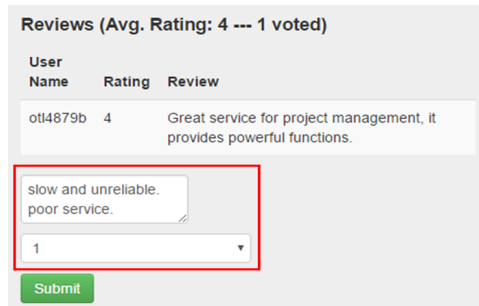 Reviews (Avg. Rating: 4 --- 1 voted)
User
Name Rating Review
otl4879b 4 Great service for project management, it
provides powerful functions.
slow and unreliable.
poor service.
1
Submit